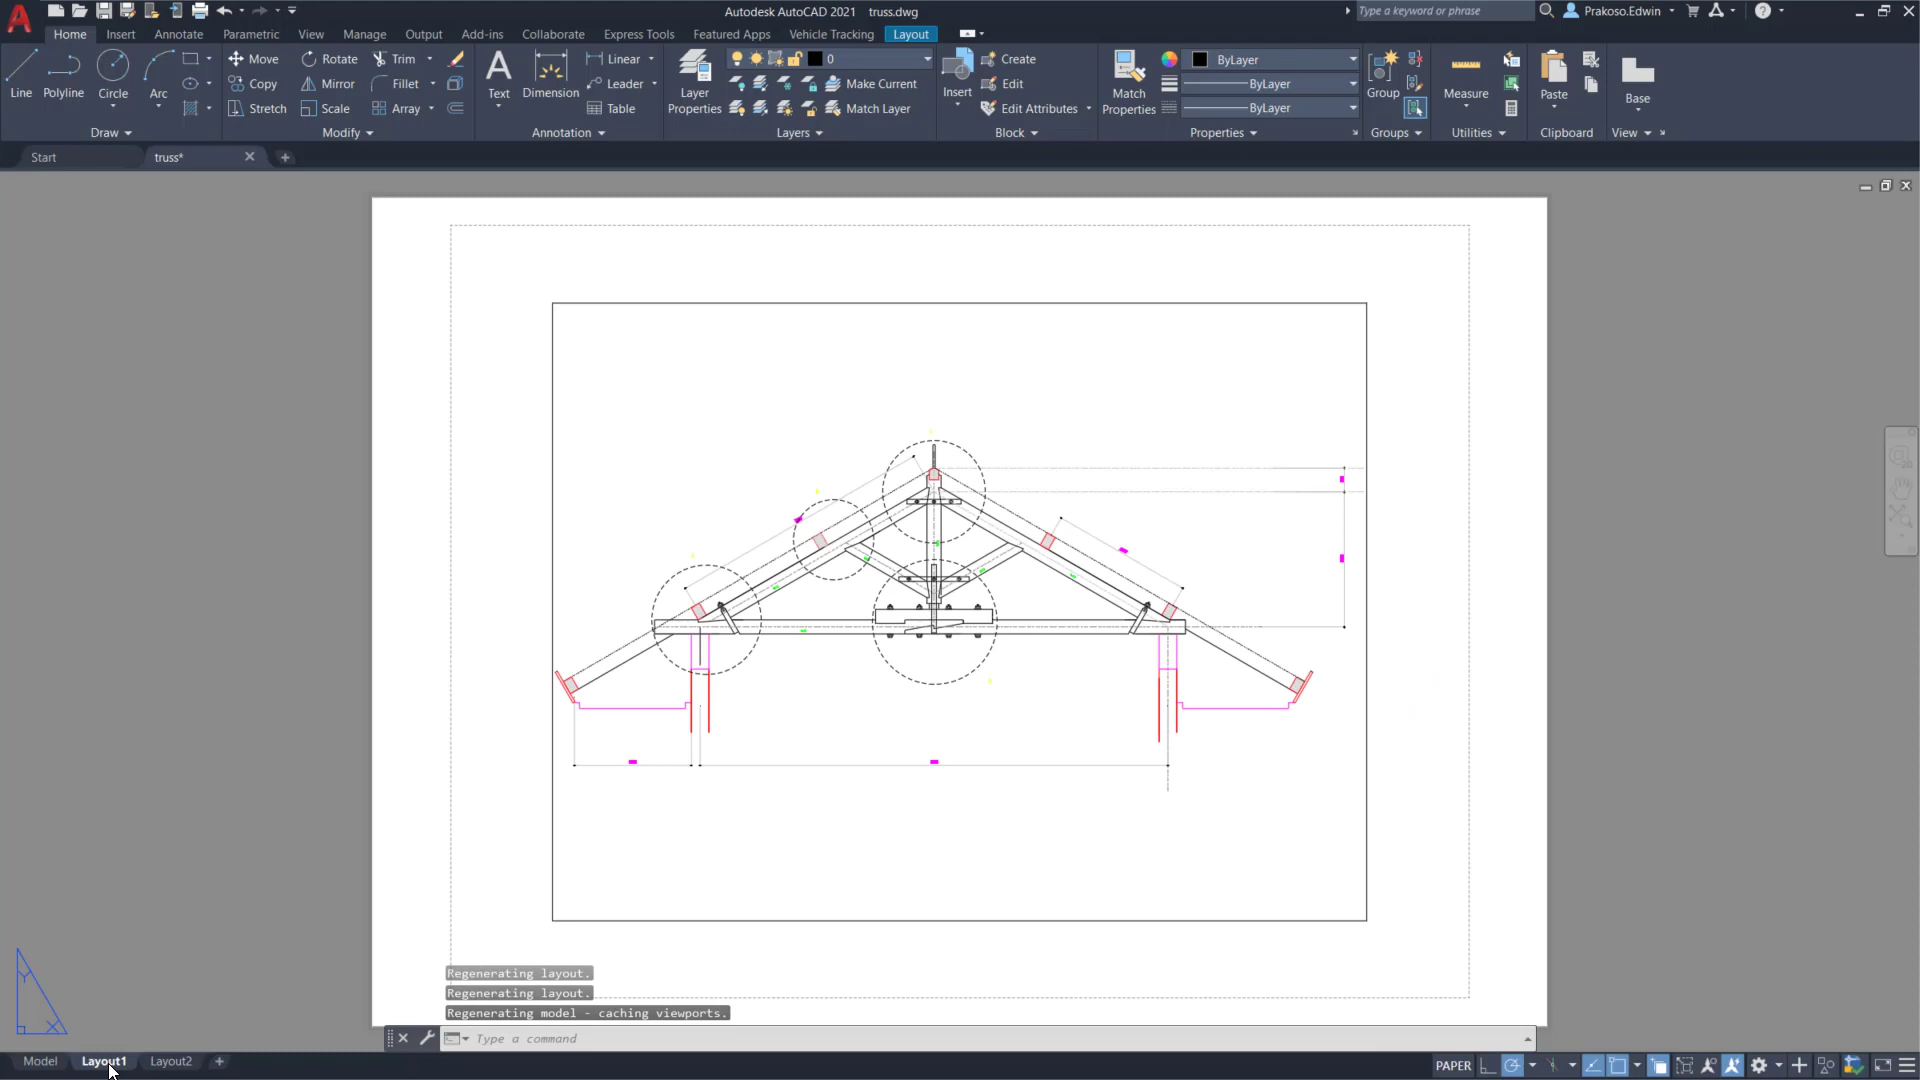 Autodesk AutoCAD 2021 truss.dwg
Type a keyword or phrase
Prakoso.Edwin
Home Insert Annotate Parametric View Manage Output Add-ins Collaborate Express Tools Featured Apps Vehicle Tracking Layout
Line Polyline Circle Arc
Move Rotate Trim
Copy Mirror Fillet
Stretch Scale Array
Text Dimension
Linear
Leader
Table
Layer Properties
0
Make Current
Match Layer
Insert
Create
Edit
Edit Attributes
Match Properties
ByLayer
ByLayer
ByLayer
Group
Measure
Paste
Base
Draw Modify Annotation Layers Block Properties Groups Utilities Clipboard View
Start truss*
Regenerating layout.
Regenerating layout.
Regenerating model - caching viewports.
Type a command
Y
X
Model Layout1 Layout2
PAPER